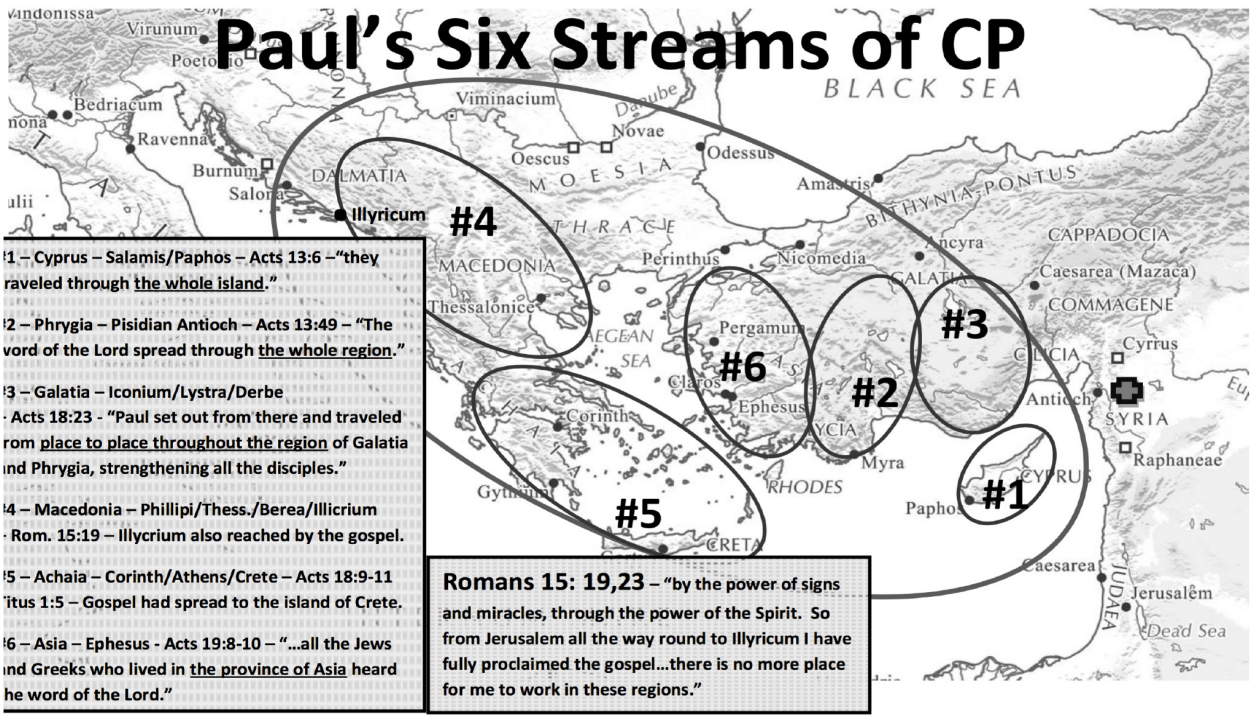 Paul's Six Streams of CP
Vindonissa
Virunum
Poetovio
BLACK SEA
Viminacium
Danube
Bedriacum
Novae
Oescus
MOESIA
Odessus
Ravenna
Burnum
DALMATIA
Salona
Amastris
BITHYNIA-PONTUS
Illyricum
#4
THRACE
Ancyra
CAPPADOCIA
Perinthus
Nicomedia
MACEDONIA
GALATIA
Caesarea (Mazaca)
Thessalonice
COMMAGENE
#3
Pergamum
AEGEAN
SEA
CILICIA
Cyrrus
#6
Claros
#2
Antioch
Ephesus
SYRIA
Corinth
YCIA
Raphaneae
Myra
CYPRUS
Gythium
RHODES
#1
Paphos
#5
CRETA
Caesarea
JUDAEA
Jerusalem
Dead Sea
#1 – Cyprus – Salamis/Paphos – Acts 13:6 –“they
raveled through the whole island.”
#2 – Phrygia – Pisidian Antioch – Acts 13:49 – “The
word of the Lord spread through the whole region.”
#3 – Galatia – Iconium/Lystra/Derbe
- Acts 18:23 - “Paul set out from there and traveled
rom place to place throughout the region of Galatia
and Phrygia, strengthening all the disciples.”
#4 – Macedonia – Phillipi/Thess./Berea/Illicrium
- Rom. 15:19 – Illycrium also reached by the gospel.
#5 – Achaia – Corinth/Athens/Crete – Acts 18:9-11
Titus 1:5 – Gospel had spread to the island of Crete.
#6 – Asia – Ephesus - Acts 19:8-10 – “…all the Jews
and Greeks who lived in the province of Asia heard
he word of the Lord.”
Romans 15: 19,23 – “by the power of signs
and miracles, through the power of the Spirit.  So
from Jerusalem all the way round to Illyricum I have
fully proclaimed the gospel…there is no more place
for me to work in these regions.”